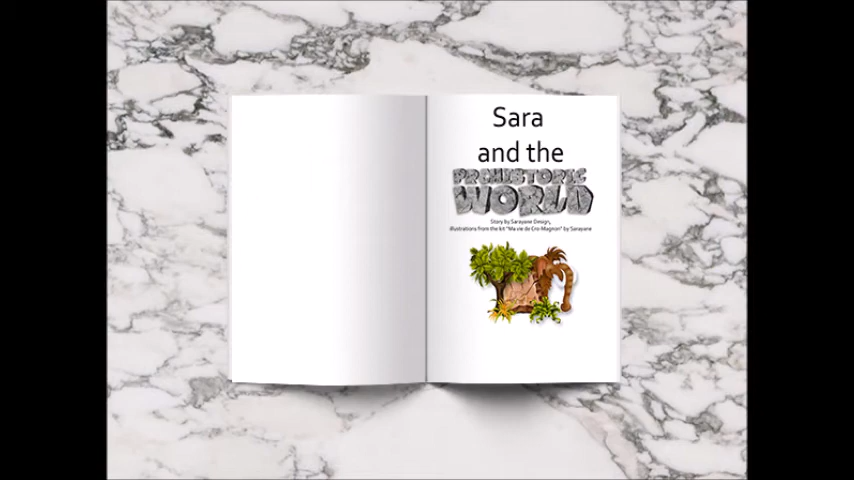 Sara
and the
PREHISTORIC
WORLD
Story by Sarayane Design,
illustrations from the kit "Ma vie de Cro-Magnon" by Sarayane